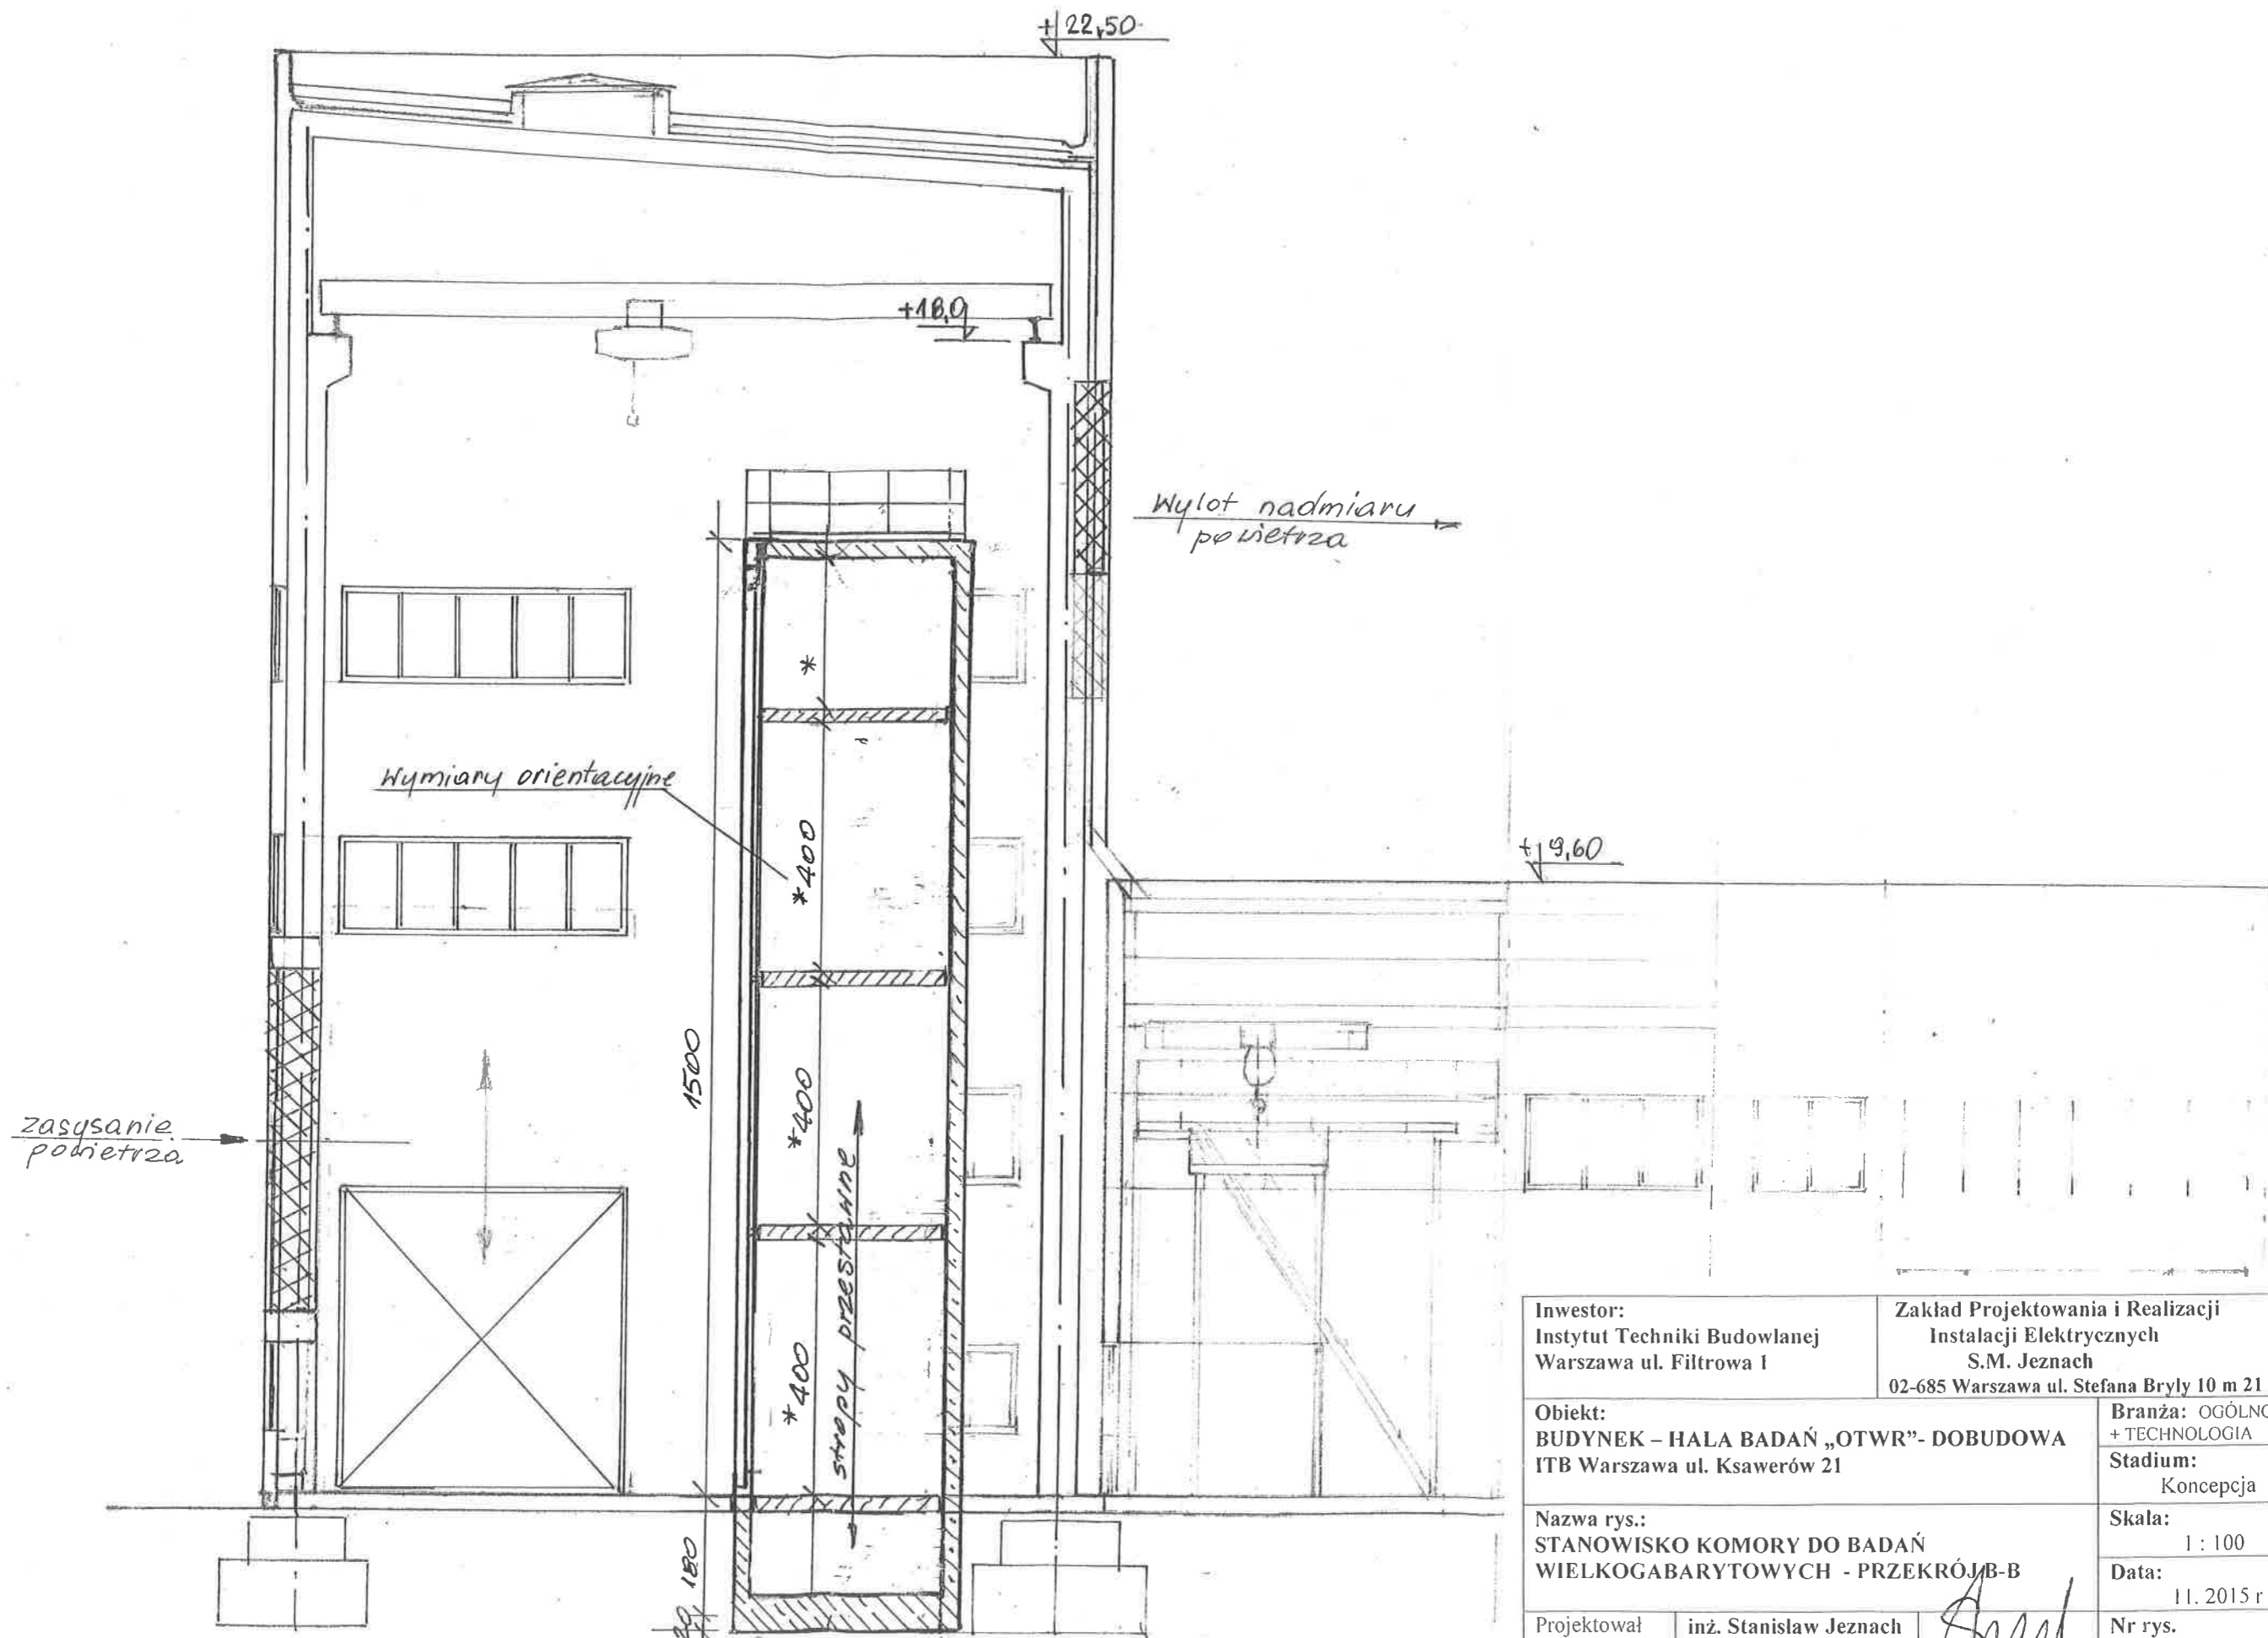 +22,50
+18,0
Wylot nadmiaru
powietrza
*
Wymiary orientacyjne
*400
+9,60
1500
*400
zasysanie
powietrza
*400
stropy przestawne
180
Inwestor:
Instytut Techniki Budowlanej
Warszawa ul. Filtrowa 1
Zakład Projektowania i Realizacji
Instalacji Elektrycznych
S.M. Jeznach
02-685 Warszawa ul. Stefana Bryly 10 m 21
Obiekt:
BUDYNEK – HALA BADAŃ „OTWR”- DOBUDOWA
ITB Warszawa ul. Ksawerów 21
Branża: OGÓLNO
+ TECHNOLOGIA
Stadium:
Koncepcja
Nazwa rys.:
STANOWISKO KOMORY DO BADAŃ
WIELKOGABARYTOWYCH - PRZEKRÓJ B-B
Skala:
1 : 100
Data:
11. 2015 r
Projektował
inż. Stanisław Jeznach
Nr rys.